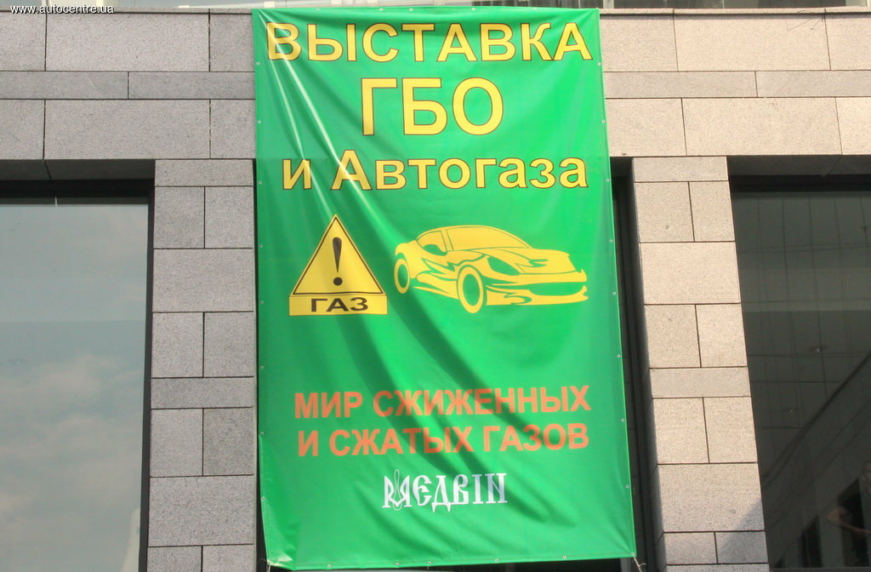 www.autocentre.ua
ВЫСТАВКА
ГБО
и Автогаза
!
ГАЗ
МИР СЖИЖЕННЫХ
И СЖАТЫХ ГАЗОВ
МЕДВІН